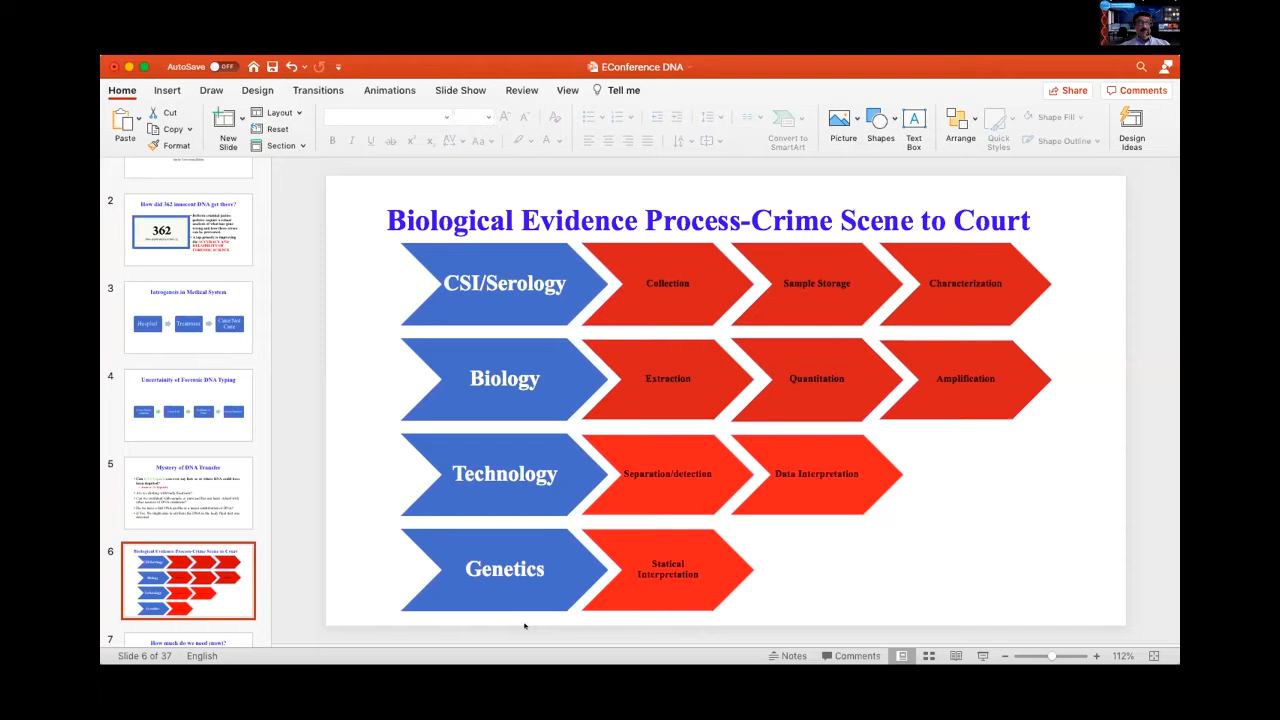 AutoSave OFF
EConference DNA
Home Insert Draw Design Transitions Animations Slide Show Review View Tell me Share Comments
Paste
Cut
Copy
Format
New Slide
Layout
Reset
Section
Convert to SmartArt
Picture
Shapes
Text Box
Arrange
Quick Styles
Shape Fill
Shape Outline
Design Ideas
2
How did 362 innocent DNA get there?
362
3
Iatrogensis in Medical System
Hospital
Treatment
4
Uncertainity of Forensic DNA Typing
5
Mystery of DNA Transfer
6
Biological Evidence Process-Crime Scene to Court
7
How much do we need (now)?
Biological Evidence Process-Crime Scene to Court
CSI/Serology Collection Sample Storage Characterization
Biology Extraction Quantitation Amplification
Technology Separation/detection Data Interpretation
Genetics Statical
Interpretation
Slide 6 of 37 English Notes Comments 112%